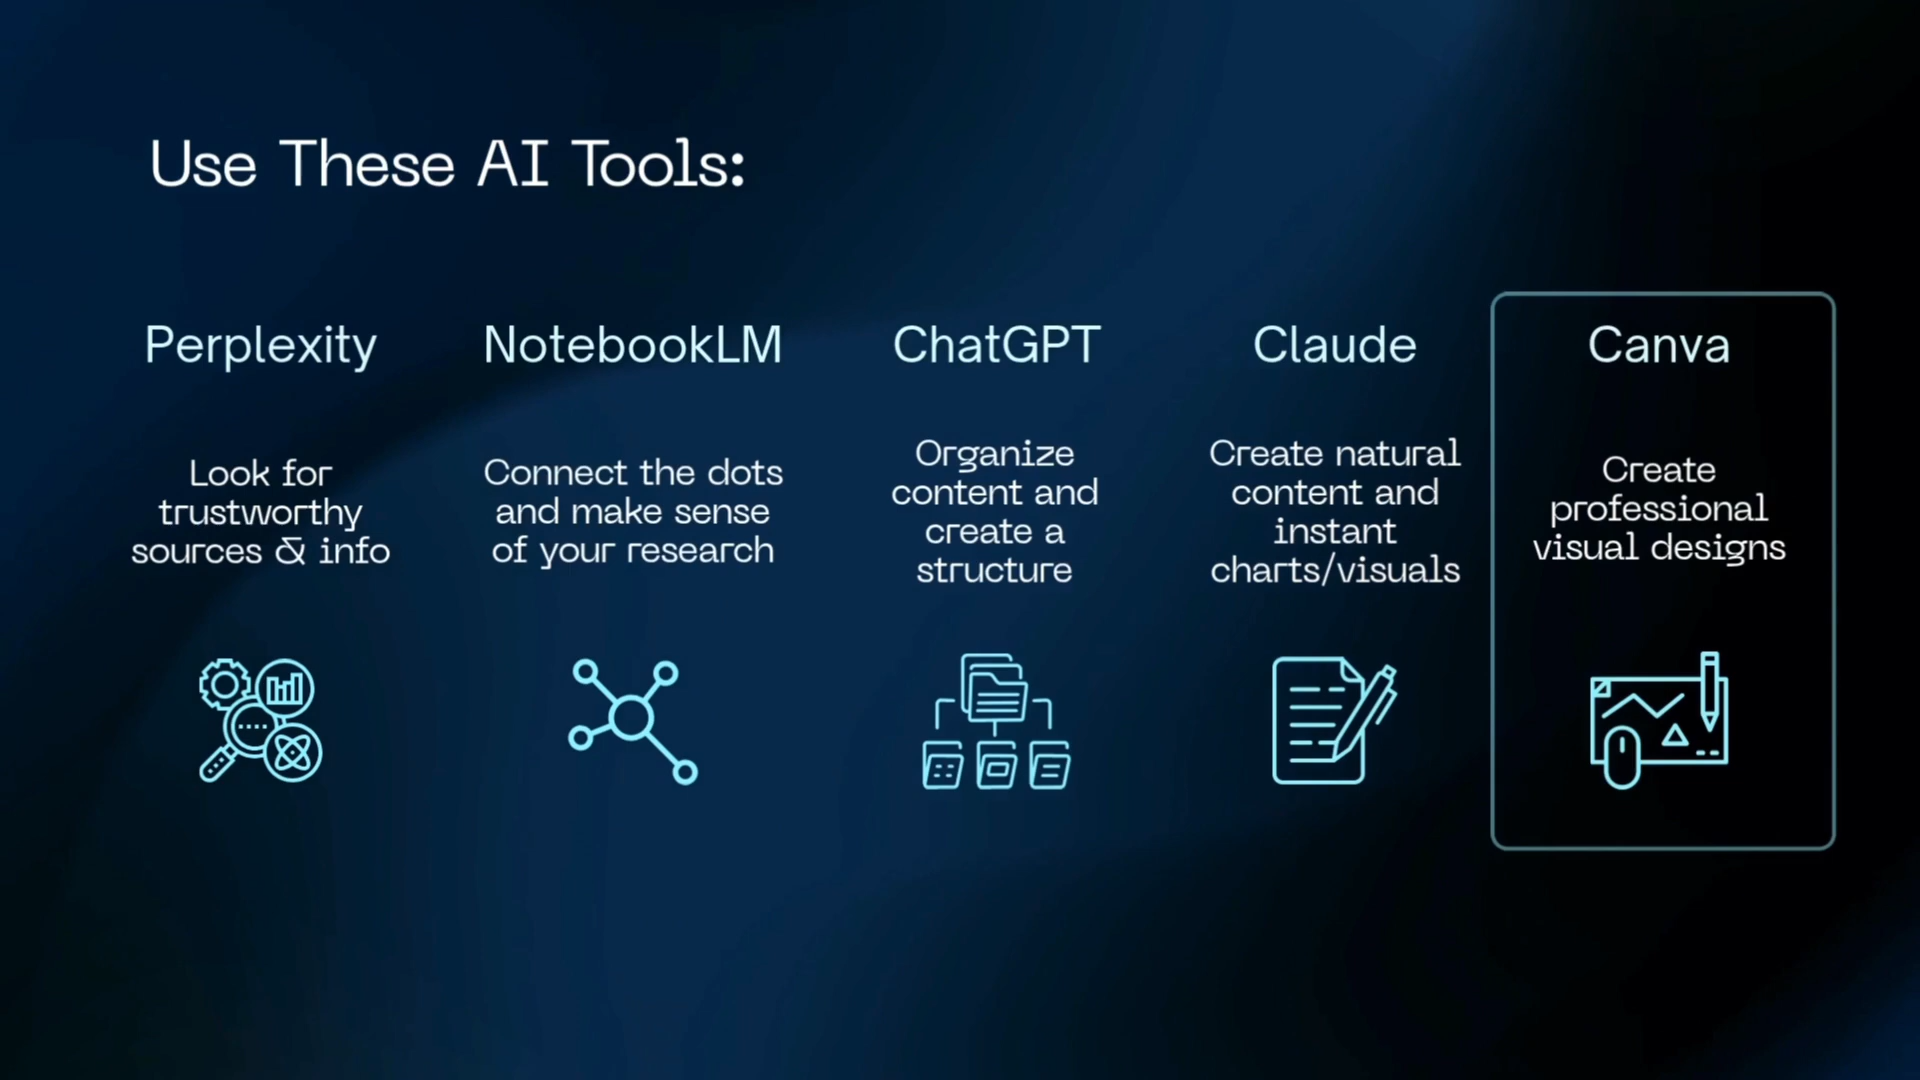 Use These AI Tools:
Perplexity
Look for
trustworthy
sources & info
NotebookLM
Connect the dots
and make sense
of your research
ChatGPT
Organize
content and
create a
structure
Claude
Create natural
content and
instant
charts/visuals
Canva
Create
professional
visual designs